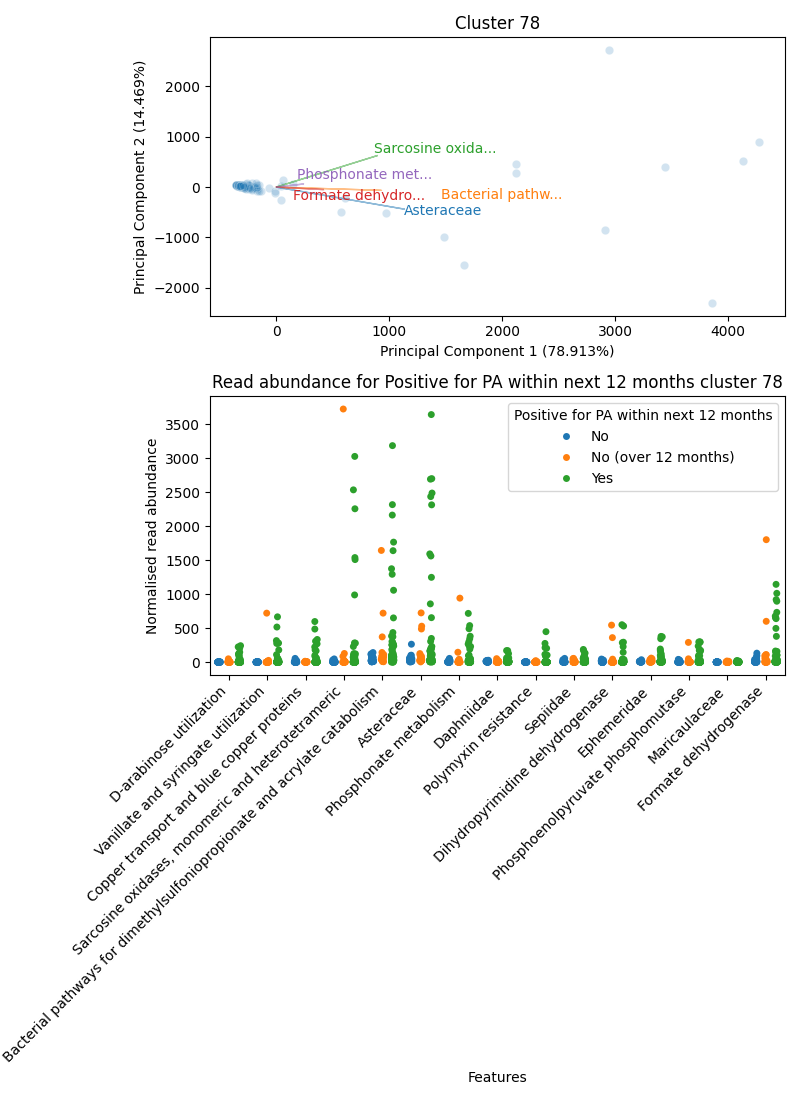 Cluster 78
Principal Component 2 (14.469%)
2000
1000
0
−1000
−2000
Sarcosine oxida...
Phosphonate met...
Formate dehydro...
Bacterial pathw...
Asteraceae
0
1000
2000
3000
4000
Principal Component 1 (78.913%)
Read abundance for Positive for PA within next 12 months cluster 78
Normalised read abundance
3500
3000
2500
2000
1500
1000
500
0
Positive for PA within next 12 months
No
No (over 12 months)
Yes
D-arabinose utilization
Vanillate and syringate utilization
Copper transport and blue copper proteins
Sarcosine oxidases, monomeric and heterotetrameric
Bacterial pathways for dimethylsulfoniopropionate and acrylate catabolism
Asteraceae
Phosphonate metabolism
Daphniidae
Polymyxin resistance
Sepiidae
Dihydropyrimidine dehydrogenase
Ephemeridae
Phosphoenolpyruvate phosphomutase
Maricaulaceae
Formate dehydrogenase
Features